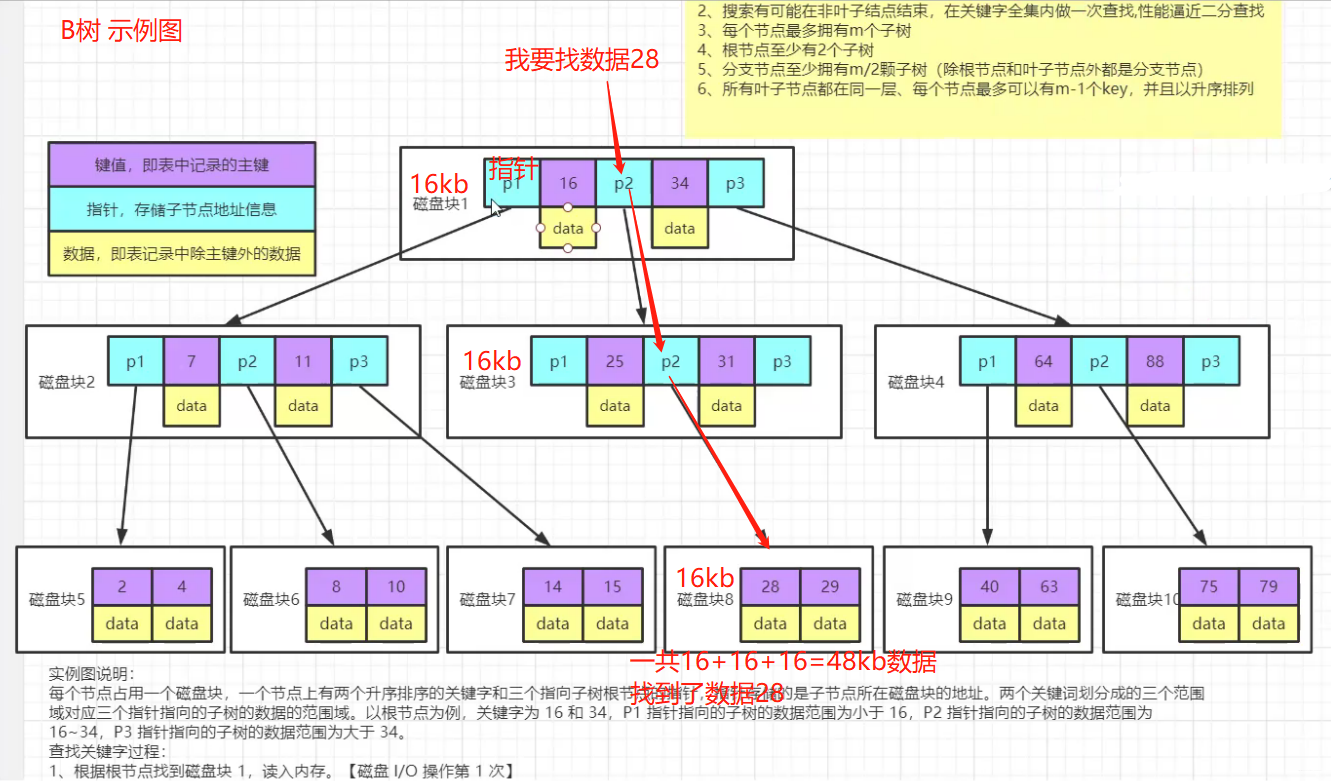 B树 示例图
2、搜索有可能在非叶子结点结束，在关键字全集内做一次查找,性能逼近二分查找
3、每个节点最多拥有m个子树
4、根节点至少有2个子树
5、分支节点至少拥有m/2颗子树（除根节点和叶子节点外都是分支节点）
6、所有叶子节点都在同一层、每个节点最多可以有m-1个key，并且以升序排列
我要找数据28
键值，即表中记录的主键
指针，存储子节点地址信息
数据，即表记录中除主键外的数据
指针
16kb
磁盘块1
p1 16 p2 34 p3
data data
磁盘块2
p1 7 p2 11 p3
data data
16kb
磁盘块3
p1 25 p2 31 p3
data data
磁盘块4
p1 64 p2 88 p3
data data
磁盘块5
2 4
data data
磁盘块6
8 10
data data
磁盘块7
14 15
data data
16kb
磁盘块8
28 29
data data
磁盘块9
40 63
data data
磁盘块10
75 79
data data
一共16+16+16=48kb数据
找到了数据28
实例图说明：
每个节点占用一个磁盘块，一个节点上有两个升序排序的关键字和三个指向子树根节点的指针，存储的是子节点所在磁盘块的地址。两个关键词划分成的三个范围
域对应三个指针指向的子树的数据的范围域。以根节点为例，关键字为 16 和 34，P1 指针指向的子树的数据范围为小于 16，P2 指针指向的子树的数据范围为
16~34，P3 指针指向的子树的数据范围为大于 34。
查找关键字过程：
1、根据根节点找到磁盘块 1，读入内存。【磁盘 I/O 操作第 1 次】